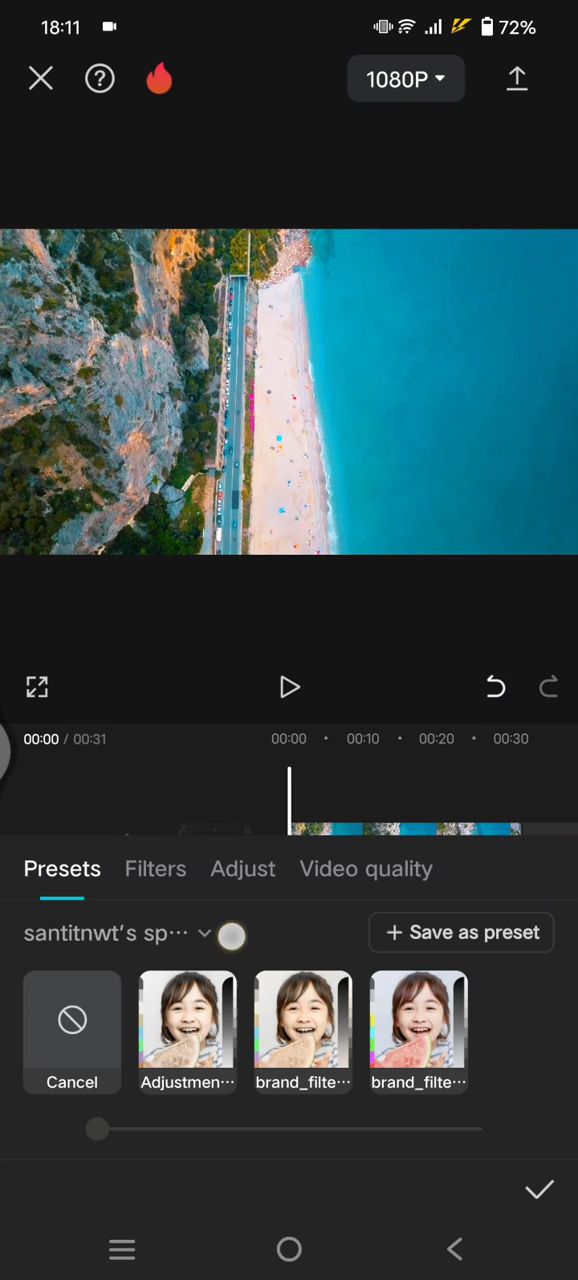 18:11
72%
1080P
00:00 / 00:31
00:00
00:10
00:20
00:30
Presets
Filters
Adjust
Video quality
santitnwt's sp···
+ Save as preset
Cancel
Adjustmen···
brand_filte···
brand_filte···